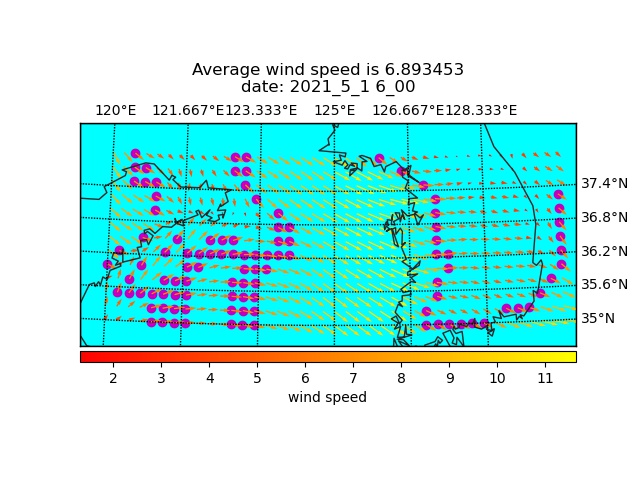 Average wind speed is 6.893453
date: 2021_5_1 6_00
120°E 121.667°E 123.333°E 125°E 126.667°E 128.333°E
37.4°N
36.8°N
36.2°N
35.6°N
35°N
2 3 4 5 6 7 8 9 10 11
wind speed